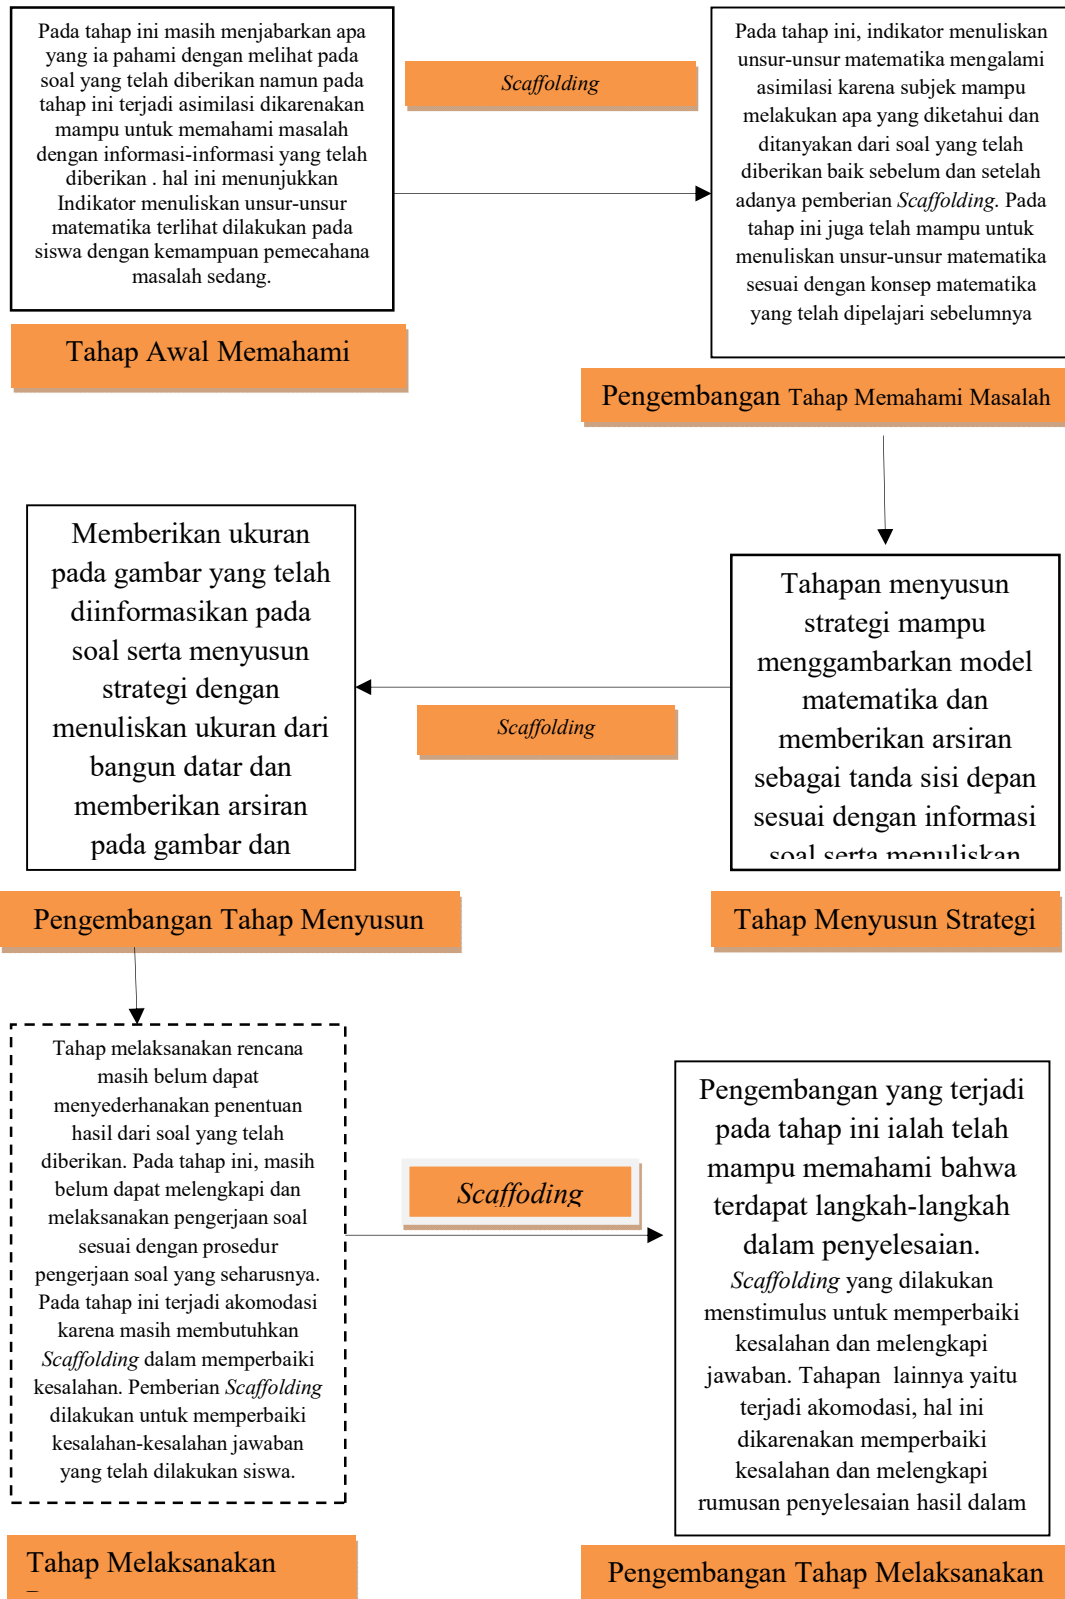 Pada tahap ini masih menjabarkan apa
yang ia pahami dengan melihat pada
soal yang telah diberikan namun pada
tahap ini terjadi asimilasi dikarenakan
mampu untuk memahami masalah
dengan informasi-informasi yang telah
diberikan . hal ini menunjukkan
Indikator menuliskan unsur-unsur
matematika terlihat dilakukan pada
siswa dengan kemampuan pemecahana
masalah sedang.
Tahap Awal Memahami
Scaffolding
Pada tahap ini, indikator menuliskan
unsur-unsur matematika mengalami
asimilasi karena subjek mampu
melakukan apa yang diketahui dan
ditanyakan dari soal yang telah
diberikan baik sebelum dan setelah
adanya pemberian Scaffolding. Pada
tahap ini juga telah mampu untuk
menuliskan unsur-unsur matematika
sesuai dengan konsep matematika
yang telah dipelajari sebelumnya
Pengembangan Tahap Memahami Masalah
Tahapan menyusun
strategi mampu
menggambarkan model
matematika dan
memberikan arsiran
sebagai tanda sisi depan
sesuai dengan informasi
soal serta menuliskan
Tahap Menyusun Strategi
Scaffolding
Memberikan ukuran
pada gambar yang telah
diinformasikan pada
soal serta menyusun
strategi dengan
menuliskan ukuran dari
bangun datar dan
memberikan arsiran
pada gambar dan
Pengembangan Tahap Menyusun
Tahap melaksanakan rencana
masih belum dapat
menyederhanakan penentuan
hasil dari soal yang telah
diberikan. Pada tahap ini, masih
belum dapat melengkapi dan
melaksanakan pengerjaan soal
sesuai dengan prosedur
pengerjaan soal yang seharusnya.
Pada tahap ini terjadi akomodasi
karena masih membutuhkan
Scaffolding dalam memperbaiki
kesalahan. Pemberian Scaffolding
dilakukan untuk memperbaiki
kesalahan-kesalahan jawaban
yang telah dilakukan siswa.
Tahap Melaksanakan
Scaffoding
Pengembangan yang terjadi
pada tahap ini ialah telah
mampu memahami bahwa
terdapat langkah-langkah
dalam penyelesaian.
Scaffolding yang dilakukan
menstimulus untuk memperbaiki
kesalahan dan melengkapi
jawaban. Tahapan  lainnya yaitu
terjadi akomodasi, hal ini
dikarenakan memperbaiki
kesalahan dan melengkapi
rumusan penyelesaian hasil dalam
Pengembangan Tahap Melaksanakan